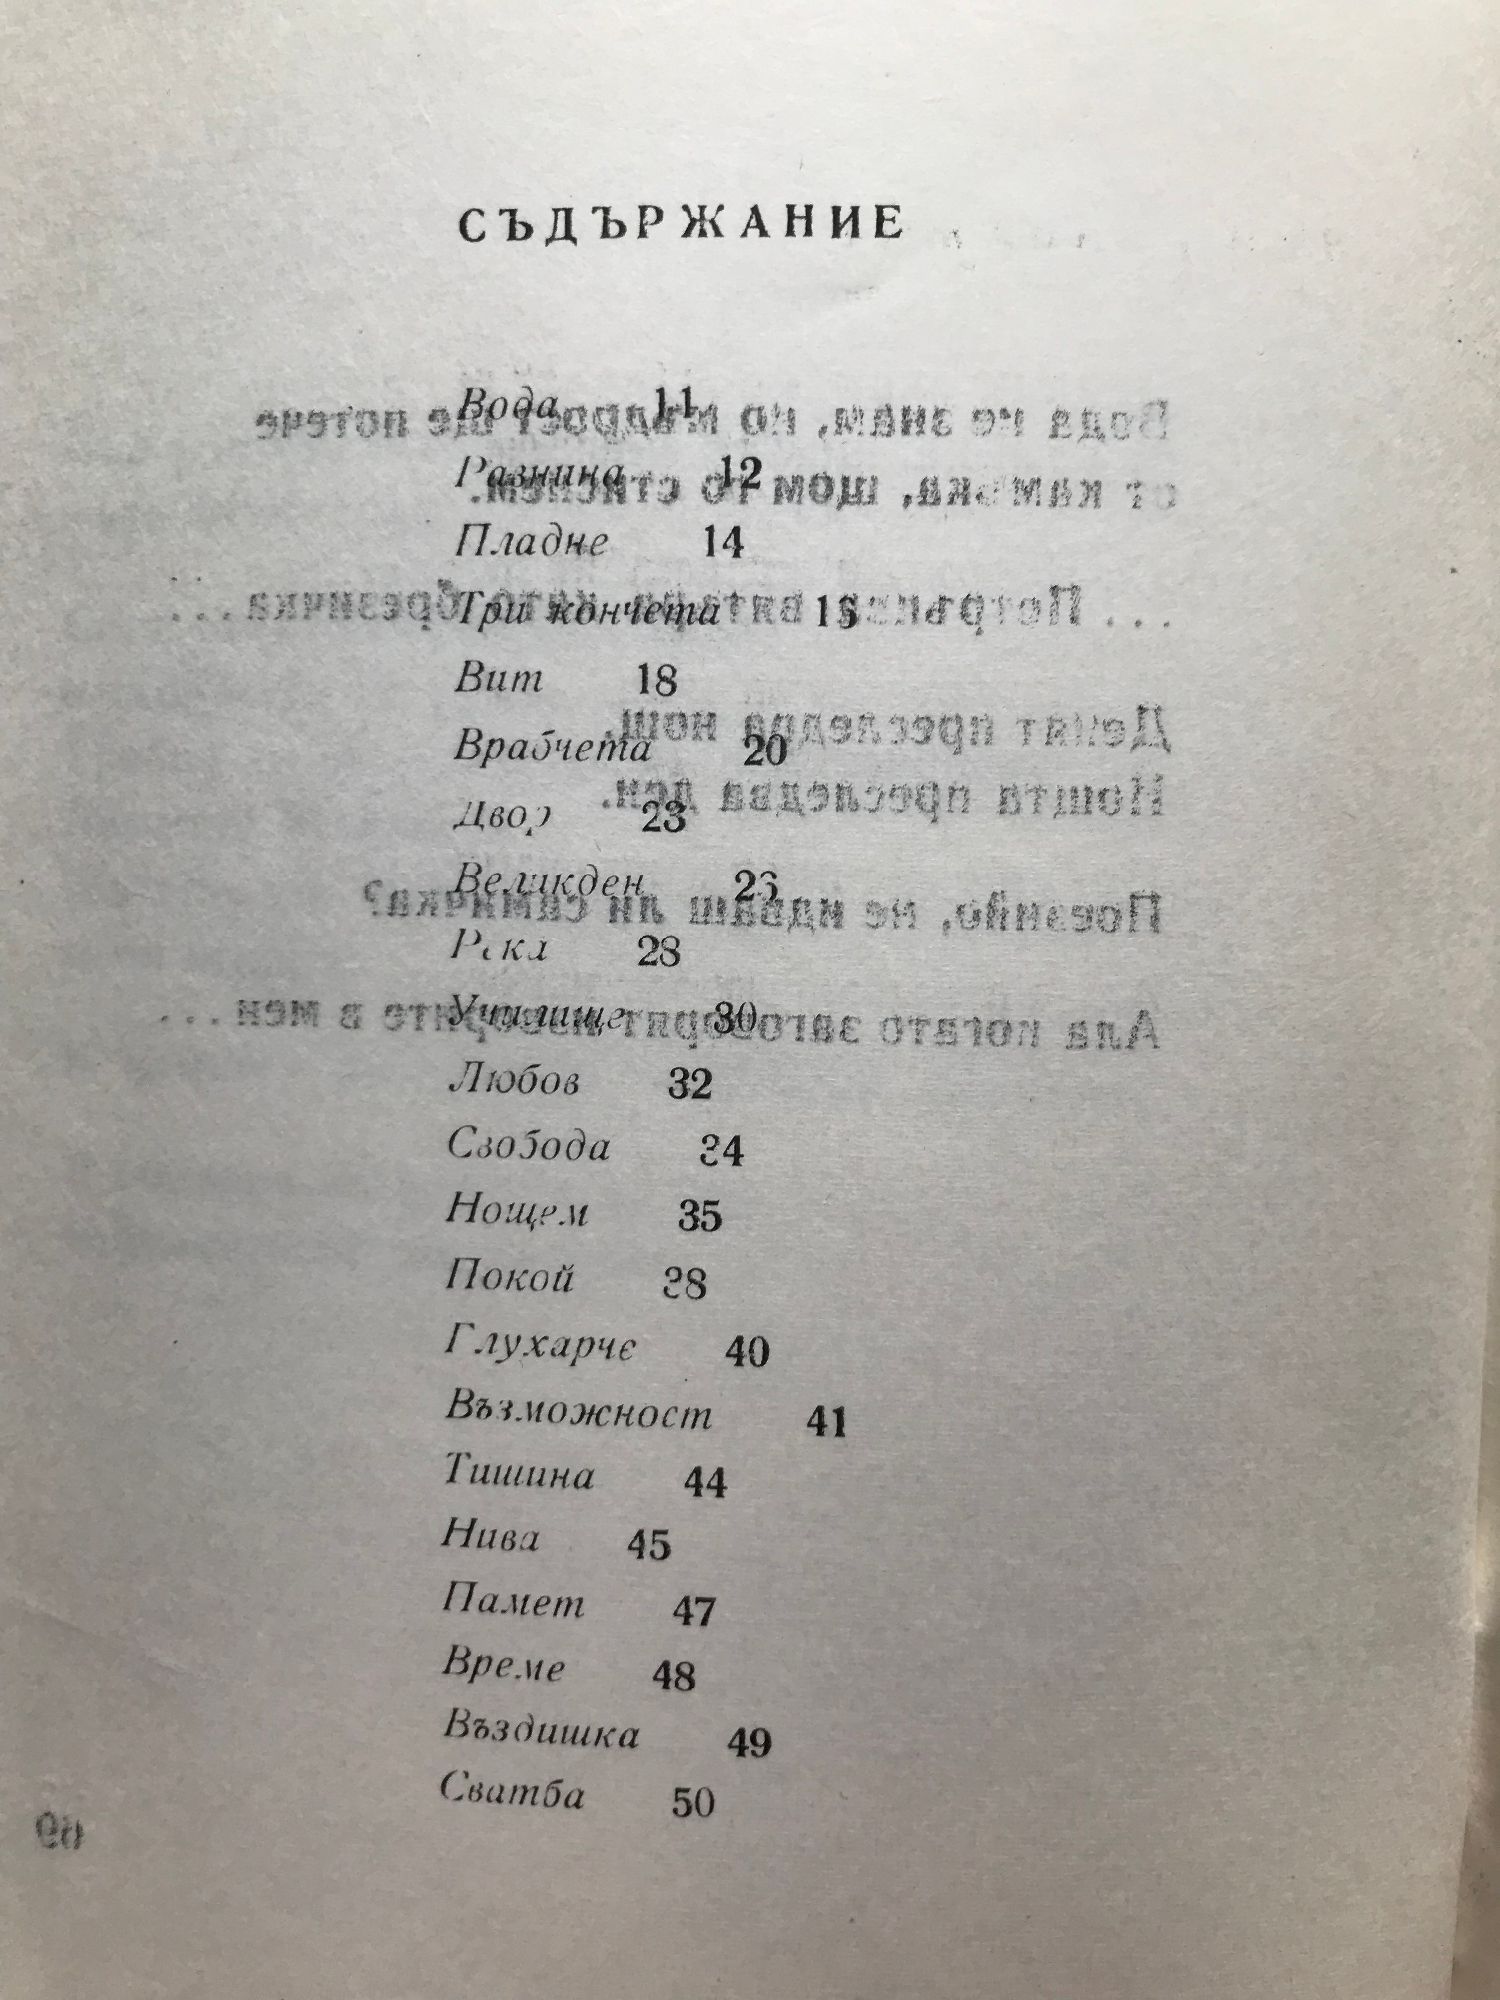 СЪДЪРЖАНИЕ
Вода 11
Разнина 12
Пладне 14
Три кончета 15
Вит 18
Врабчета 20
Двор 23
Великден 26
Река 28
Училище 30
Любов 32
Свобода 34
Нощем 35
Покой 38
Глухарче 40
Възможност 41
Тишина 44
Нива 45
Памет 47
Време 48
Въздишка 49
Сватба 50